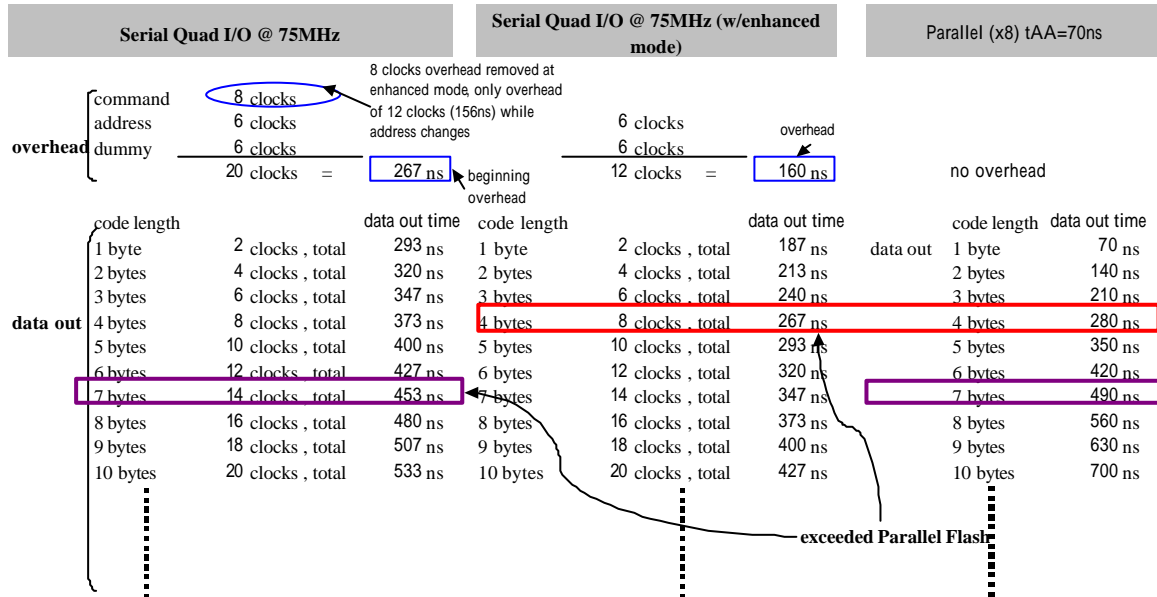 Serial Quad I/O @ 75MHz
Serial Quad I/O @ 75MHz (w/enhanced
mode)
Parallel (x8) tAA=70ns
8 clocks overhead removed at
enhanced mode, only overhead
of 12 clocks (156ns) while
address changes
overhead
command 8 clocks
address 6 clocks 6 clocks
dummy 6 clocks 6 clocks
overhead
20 clocks = 267 ns 12 clocks = 160 ns no overhead
beginning
overhead
code length data out time code length data out time code length data out time
1 byte 2 clocks , total 293 ns 1 byte 2 clocks , total 187 ns data out 1 byte 70 ns
2 bytes 4 clocks , total 320 ns 2 bytes 4 clocks , total 213 ns 2 bytes 140 ns
3 bytes 6 clocks , total 347 ns 3 bytes 6 clocks , total 240 ns 3 bytes 210 ns
data out 4 bytes 8 clocks , total 373 ns 4 bytes 8 clocks , total 267 ns 4 bytes 280 ns
5 bytes 10 clocks , total 400 ns 5 bytes 10 clocks , total 293 ns 5 bytes 350 ns
6 bytes 12 clocks , total 427 ns 6 bytes 12 clocks , total 320 ns 6 bytes 420 ns
7 bytes 14 clocks , total 453 ns 7 bytes 14 clocks , total 347 ns 7 bytes 490 ns
8 bytes 16 clocks , total 480 ns 8 bytes 16 clocks , total 373 ns 8 bytes 560 ns
9 bytes 18 clocks , total 507 ns 9 bytes 18 clocks , total 400 ns 9 bytes 630 ns
10 bytes 20 clocks , total 533 ns 10 bytes 20 clocks , total 427 ns 10 bytes 700 ns
exceeded Parallel Flash